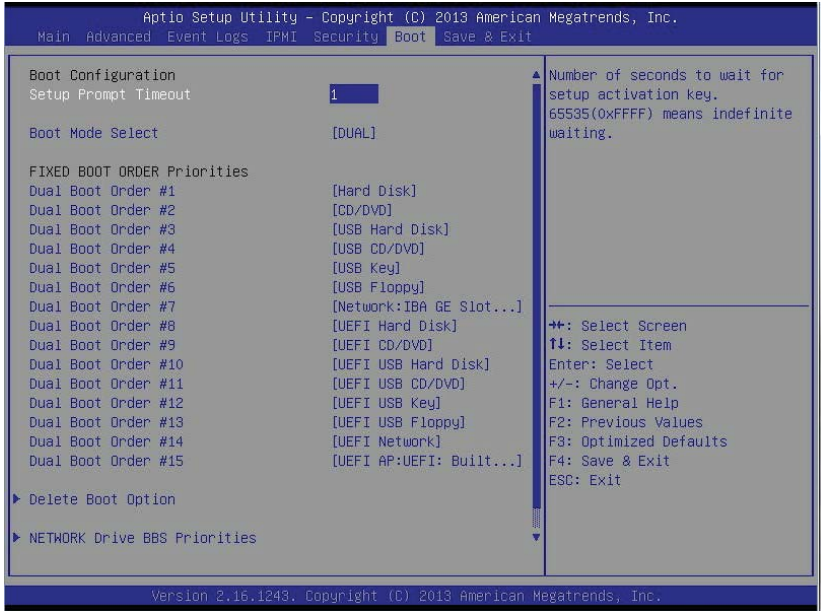 Aptio Setup Utility – Copyright (C) 2013 American Megatrends, Inc.
Main Advanced Event Logs IPMI Security Boot Save & Exit
Boot Configuration
Setup Prompt Timeout 1
Boot Mode Select [DUAL]
FIXED BOOT ORDER Priorities
Dual Boot Order #1 [Hard Disk]
Dual Boot Order #2 [CD/DVD]
Dual Boot Order #3 [USB Hard Disk]
Dual Boot Order #4 [USB CD/DVD]
Dual Boot Order #5 [USB Key]
Dual Boot Order #6 [USB Floppy]
Dual Boot Order #7 [Network:IBA GE Slot...]
Dual Boot Order #8 [UEFI Hard Disk]
Dual Boot Order #9 [UEFI CD/DVD]
Dual Boot Order #10 [UEFI USB Hard Disk]
Dual Boot Order #11 [UEFI USB CD/DVD]
Dual Boot Order #12 [UEFI USB Key]
Dual Boot Order #13 [UEFI USB Floppy]
Dual Boot Order #14 [UEFI Network]
Dual Boot Order #15 [UEFI AP:UEFI: Built...]
▶ Delete Boot Option
▶ NETWORK Drive BBS Priorities
Number of seconds to wait for
setup activation key.
65535(0xFFFF) means indefinite
waiting.
→←: Select Screen
↑↓: Select Item
Enter: Select
+/-: Change Opt.
F1: General Help
F2: Previous Values
F3: Optimized Defaults
F4: Save & Exit
ESC: Exit
Version 2.16.1243. Copyright (C) 2013 American Megatrends, Inc.